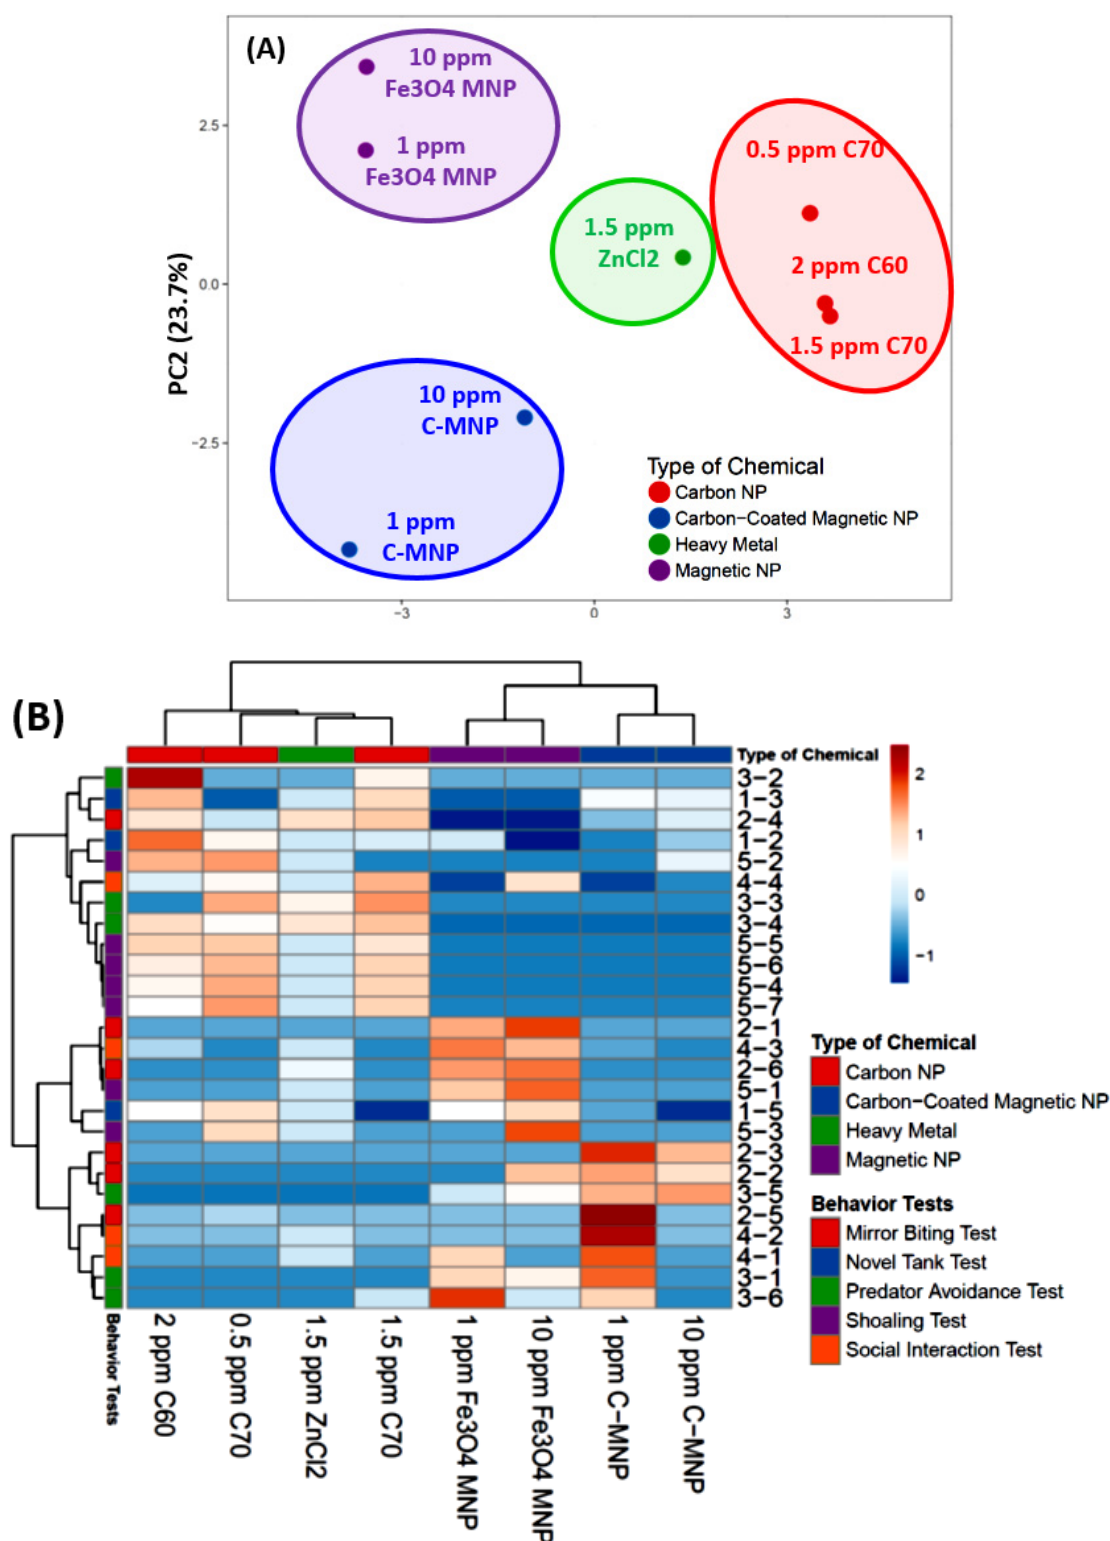 (A)
10 ppm
Fe3O4 MNP
1 ppm
Fe3O4 MNP
0.5 ppm C70
1.5 ppm
ZnCl2
2 ppm C60
1.5 ppm C70
10 ppm
C-MNP
1 ppm
C-MNP
PC2 (23.7%)
2.5
0.0
−2.5
−3
0
3
Type of Chemical
Carbon NP
Carbon−Coated Magnetic NP
Heavy Metal
Magnetic NP
(B)
Type of Chemical
3−2
1−3
2−4
1−2
5−2
4−4
3−3
3−4
5−5
5−6
5−4
5−7
2−1
4−3
2−6
5−1
1−5
5−3
2−3
2−2
3−5
2−5
4−2
4−1
3−1
3−6
2
1
0
−1
Type of Chemical
Carbon NP
Carbon−Coated Magnetic NP
Heavy Metal
Magnetic NP
Behavior Tests
Mirror Biting Test
Novel Tank Test
Predator Avoidance Test
Shoaling Test
Social Interaction Test
Behavior Tests
2 ppm C60
0.5 ppm C70
1.5 ppm ZnCl2
1.5 ppm C70
1 ppm Fe3O4 MNP
10 ppm Fe3O4 MNP
1 ppm C−MNP
10 ppm C−MNP